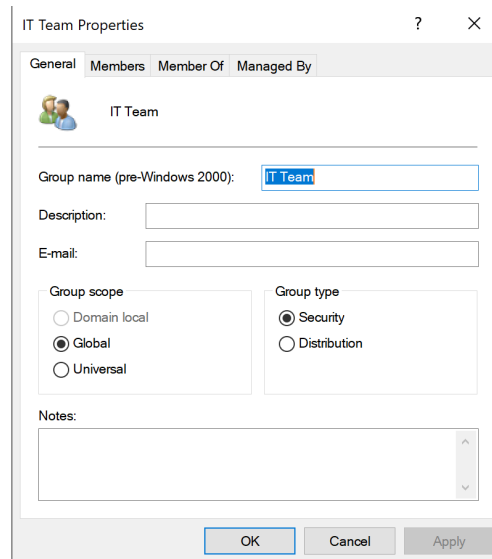 IT Team Properties ? ×
General Members Member Of Managed By
IT Team
Group name (pre-Windows 2000): IT Team
Description:
E-mail:
Group scope Group type
Domain local Security
Global Distribution
Universal
Notes:
OK Cancel Apply